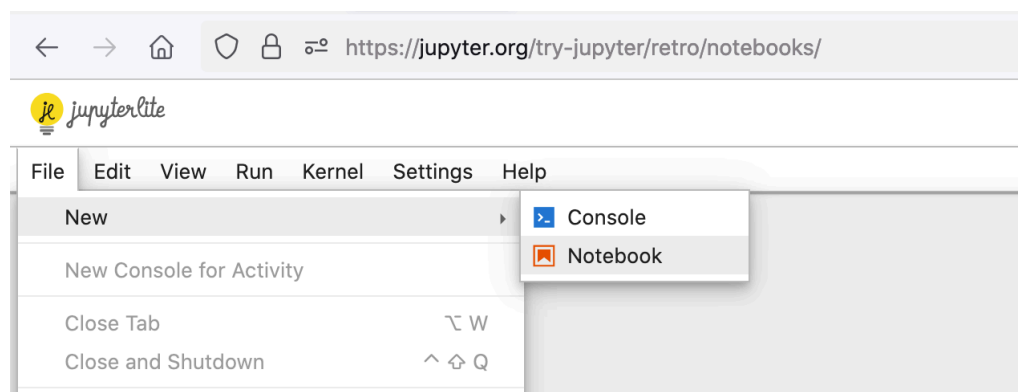 https://jupyter.org/try-jupyter/retro/notebooks/
je jupyterlite
File Edit View Run Kernel Settings Help
New
Console
Notebook
New Console for Activity
Close Tab ⌥ W
Close and Shutdown ^ ⇧ Q